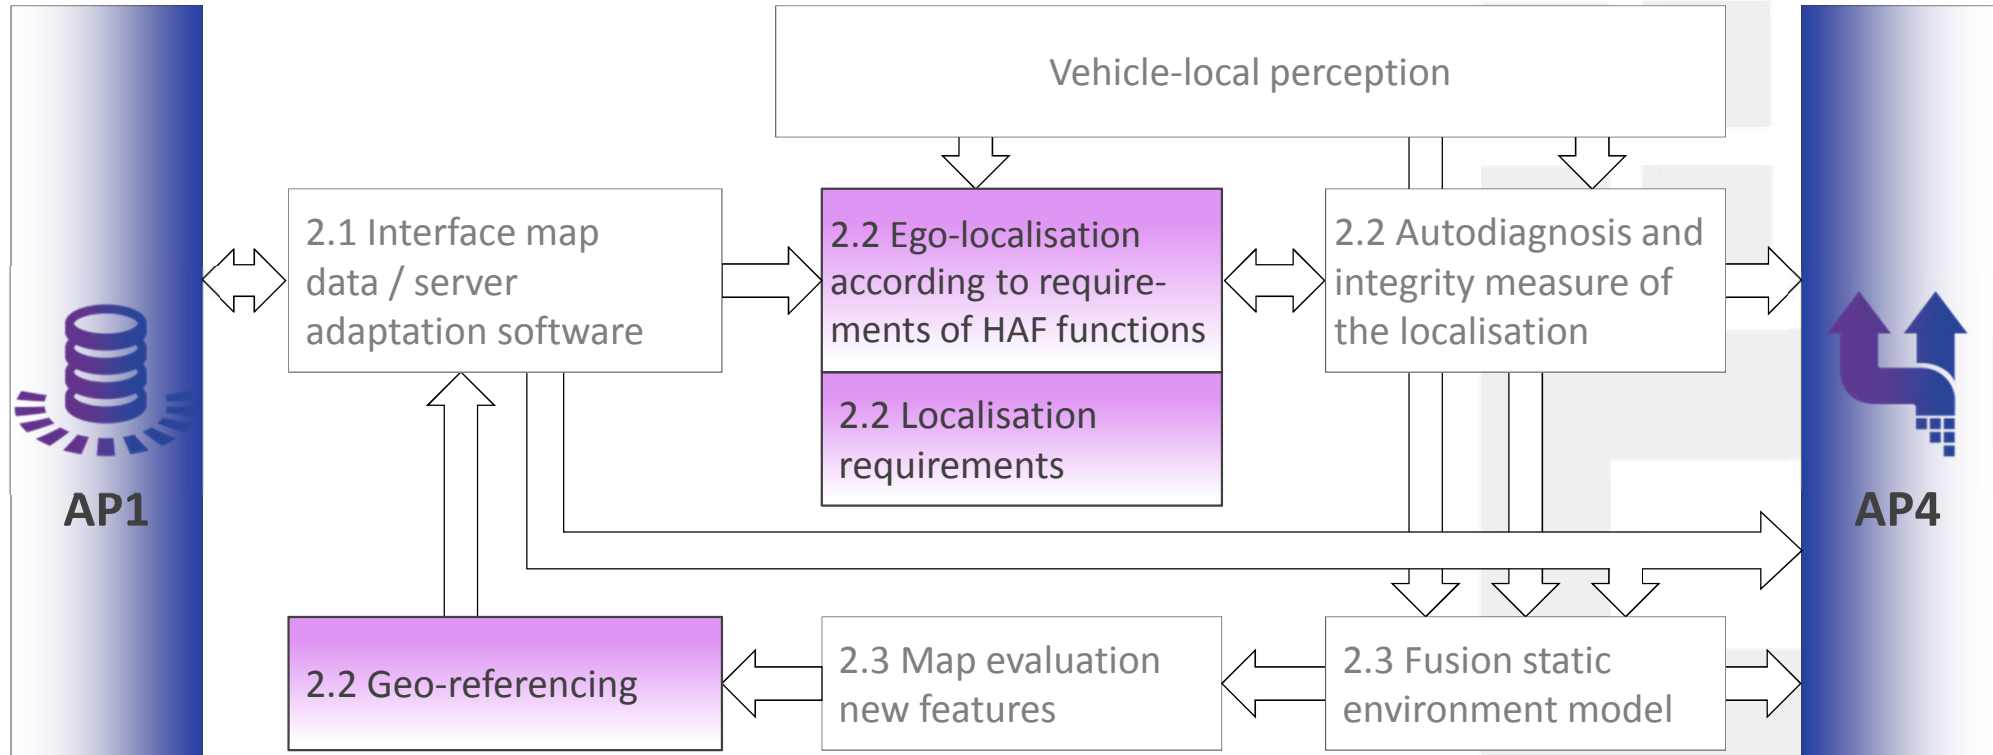 Vehicle-local perception
2.1 Interface map
data / server
adaptation software
2.2 Ego-localisation
according to require-
ments of HAF functions
2.2 Autodiagnosis and
integrity measure of
the localisation
2.2 Localisation
requirements
AP1
AP4
2.2 Geo-referencing
2.3 Map evaluation
new features
2.3 Fusion static
environment model